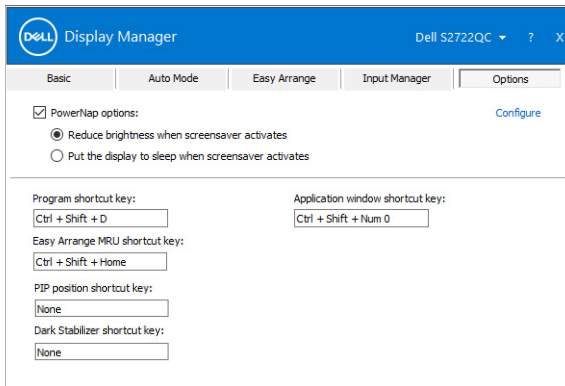 DELL Display Manager Dell S2722QC ? X
Basic Auto Mode Easy Arrange Input Manager Options
PowerNap options: Configure
Reduce brightness when screensaver activates
Put the display to sleep when screensaver activates
Program shortcut key: Application window shortcut key:
Ctrl + Shift + D Ctrl + Shift + Num 0
Easy Arrange MRU shortcut key:
Ctrl + Shift + Home
PIP position shortcut key:
None
Dark Stabilizer shortcut key:
None